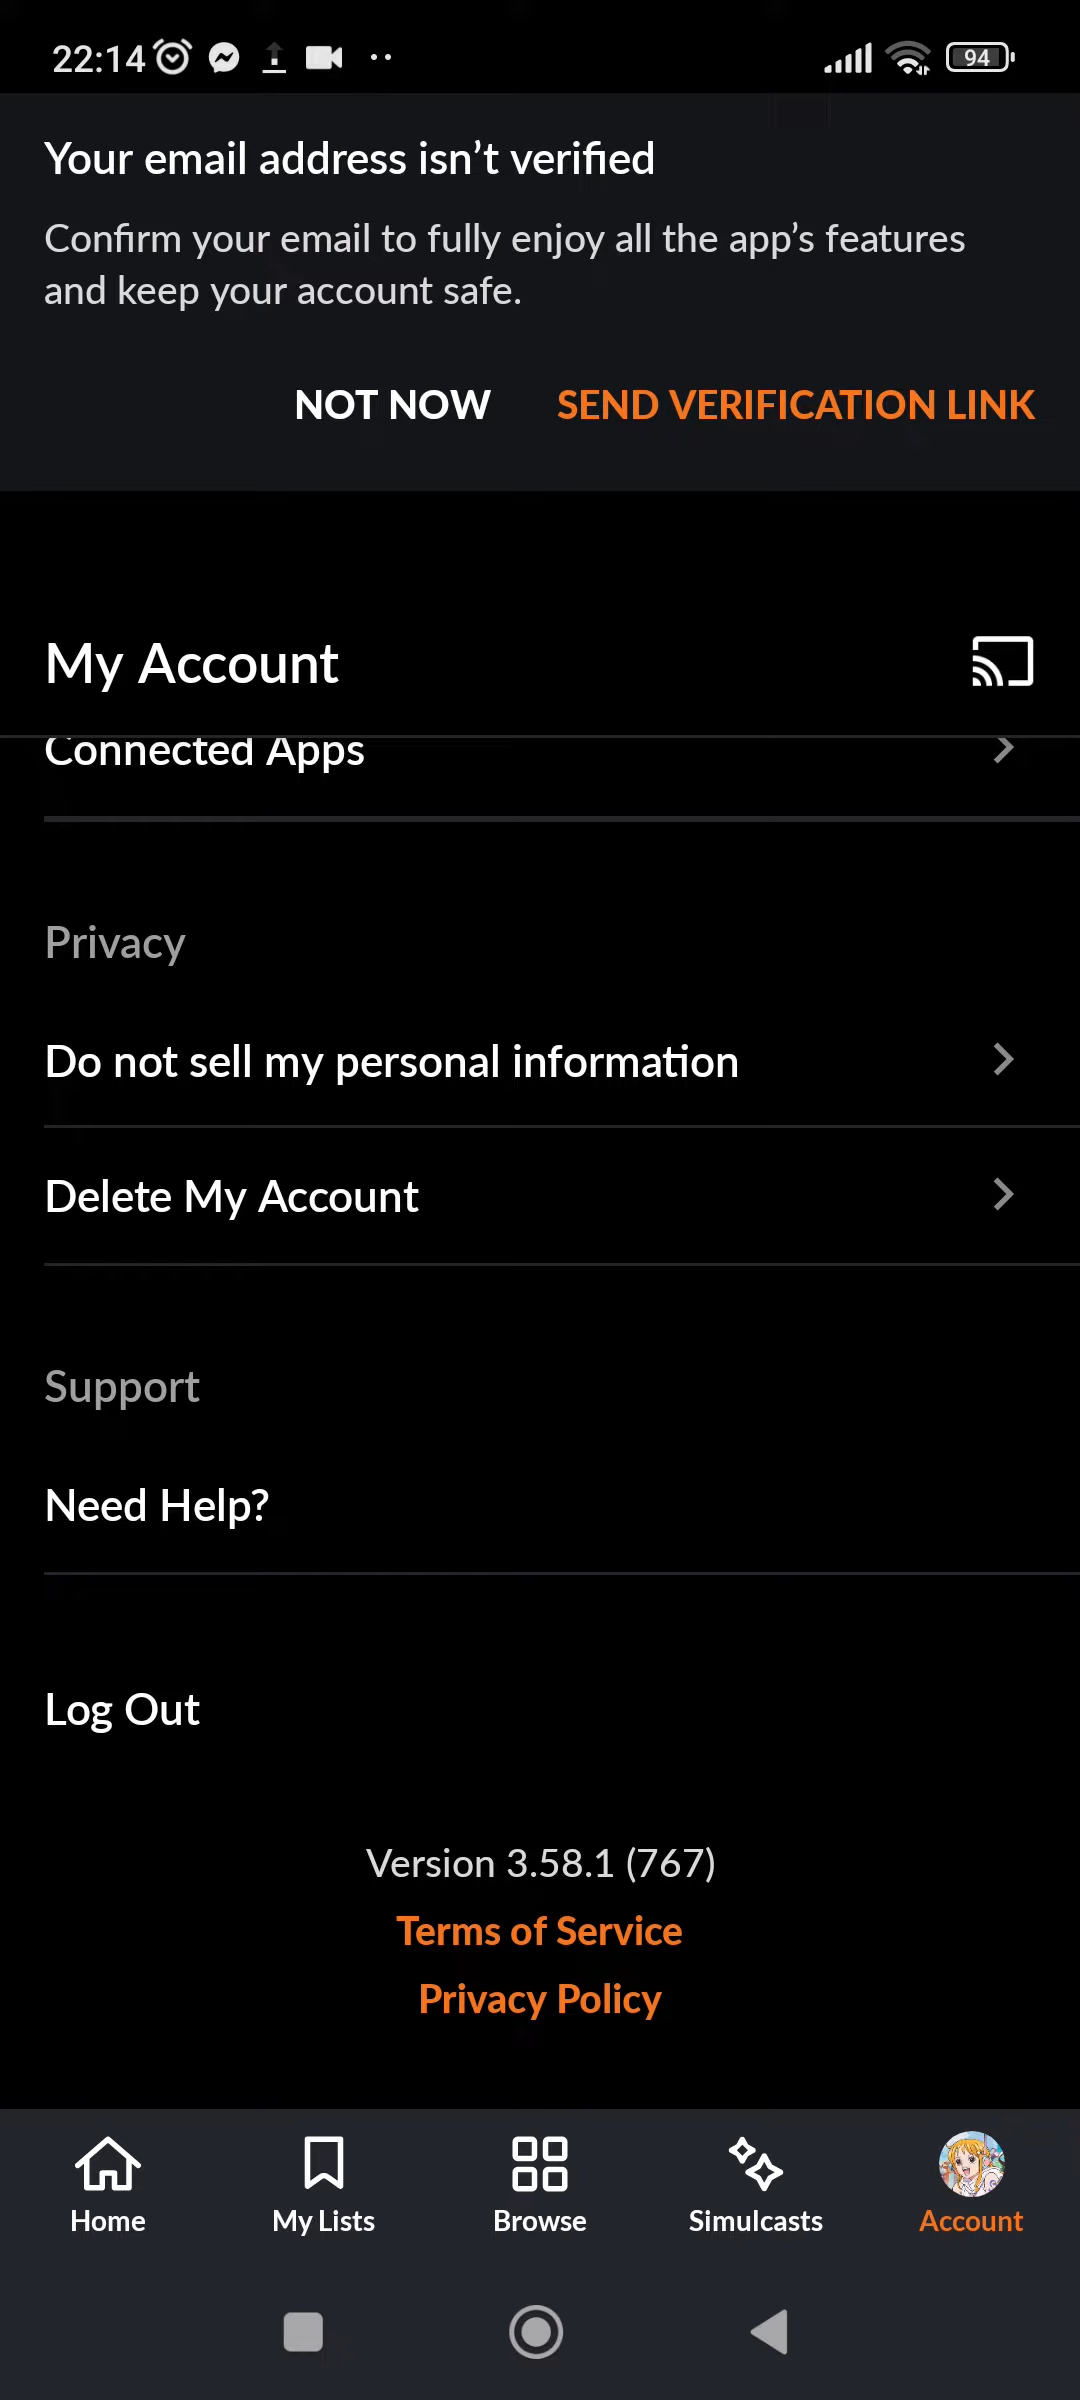 22:14
94
Your email address isn’t verified
Confirm your email to fully enjoy all the app’s features
and keep your account safe.
NOT NOW
SEND VERIFICATION LINK
My Account
Connected Apps
Privacy
Do not sell my personal information
Delete My Account
Support
Need Help?
Log Out
Version 3.58.1 (767)
Terms of Service
Privacy Policy
Home
My Lists
Browse
Simulcasts
Account